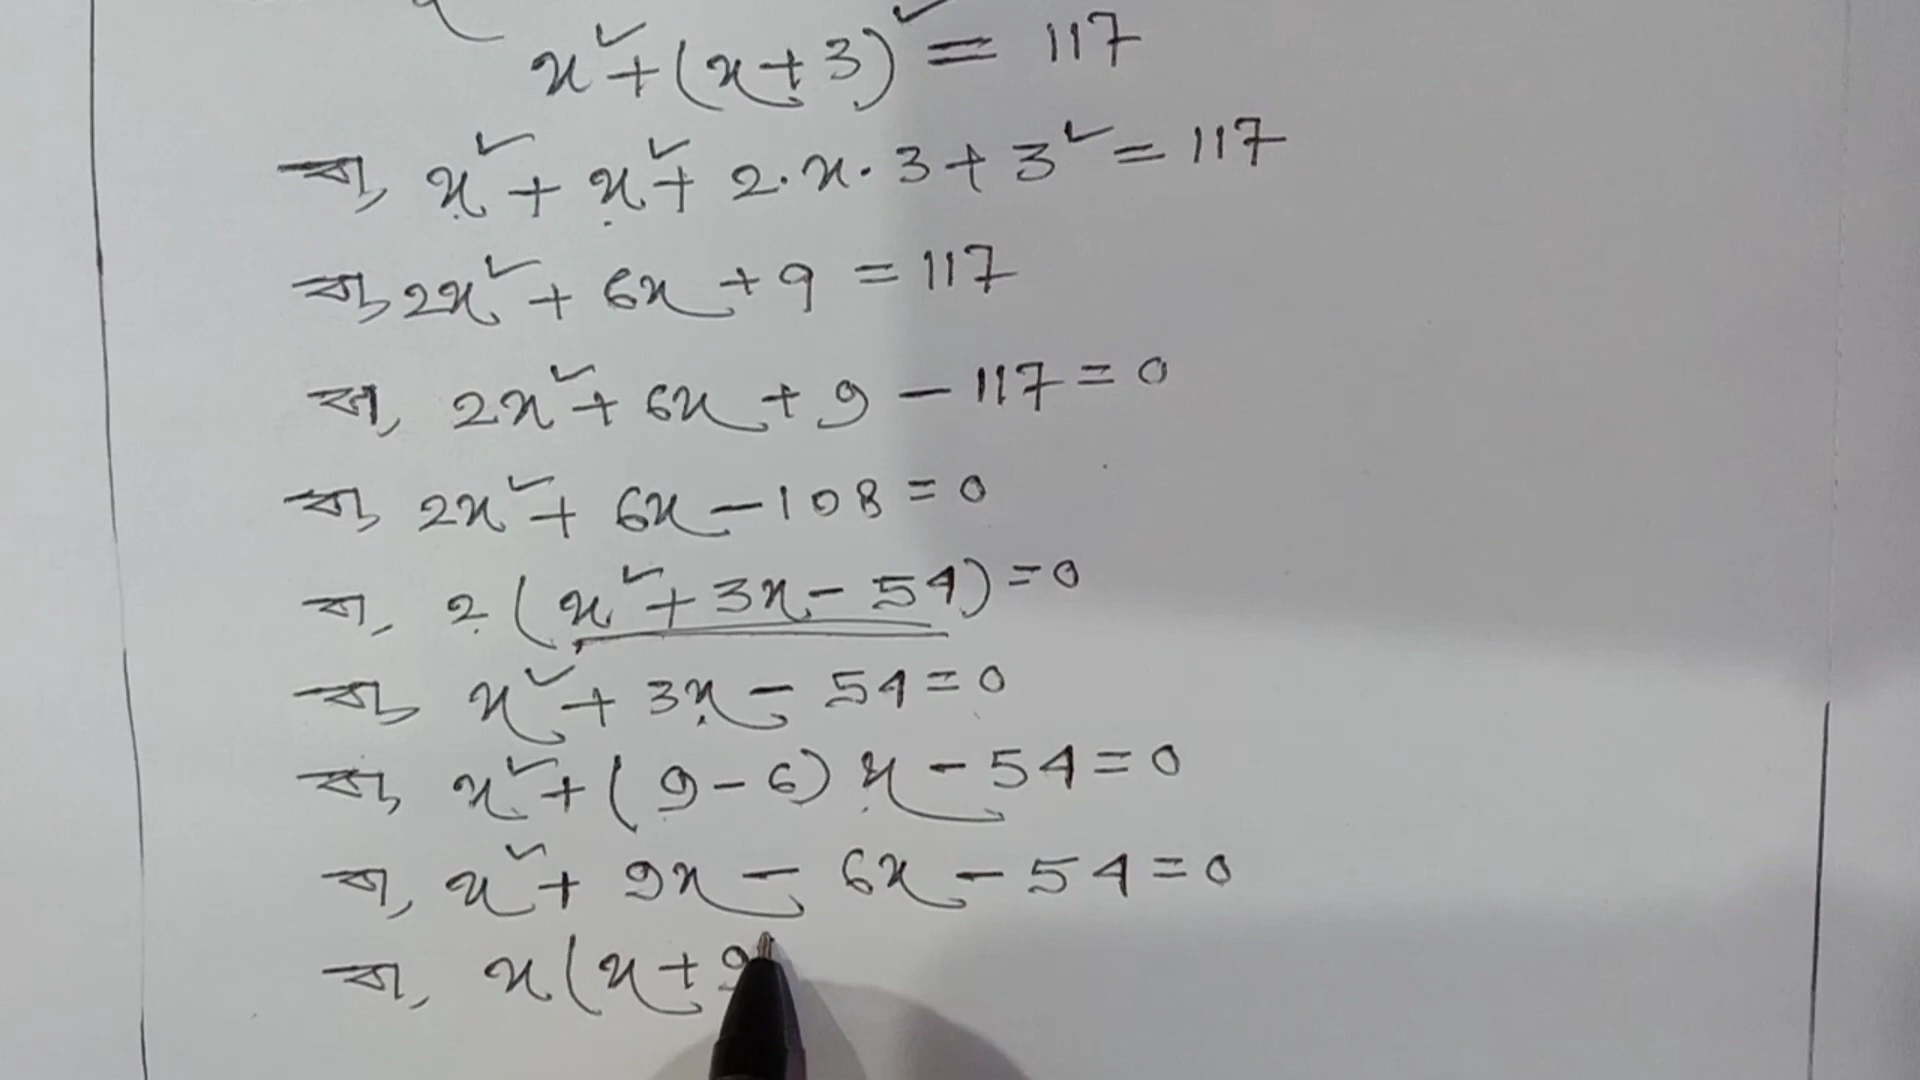 x² + (x + 3)² = 117
বা, x² + x² + 2·x·3 + 3² = 117
বা, 2x² + 6x + 9 = 117
বা, 2x² + 6x + 9 - 117 = 0
বা, 2x² + 6x - 108 = 0
বা, 2(x² + 3x - 54) = 0
বা, x² + 3x - 54 = 0
বা, x² + (9 - 6)x - 54 = 0
বা, x² + 9x - 6x - 54 = 0
বা, x(x + 9